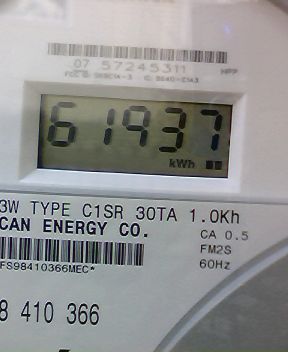 07 57245311
61937
kWh
3W TYPE C1SR 30TA 1.0Kh
CAN ENERGY CO.
CA 0.5
FM2S
FS98410366MEC*
60Hz
8 410 366